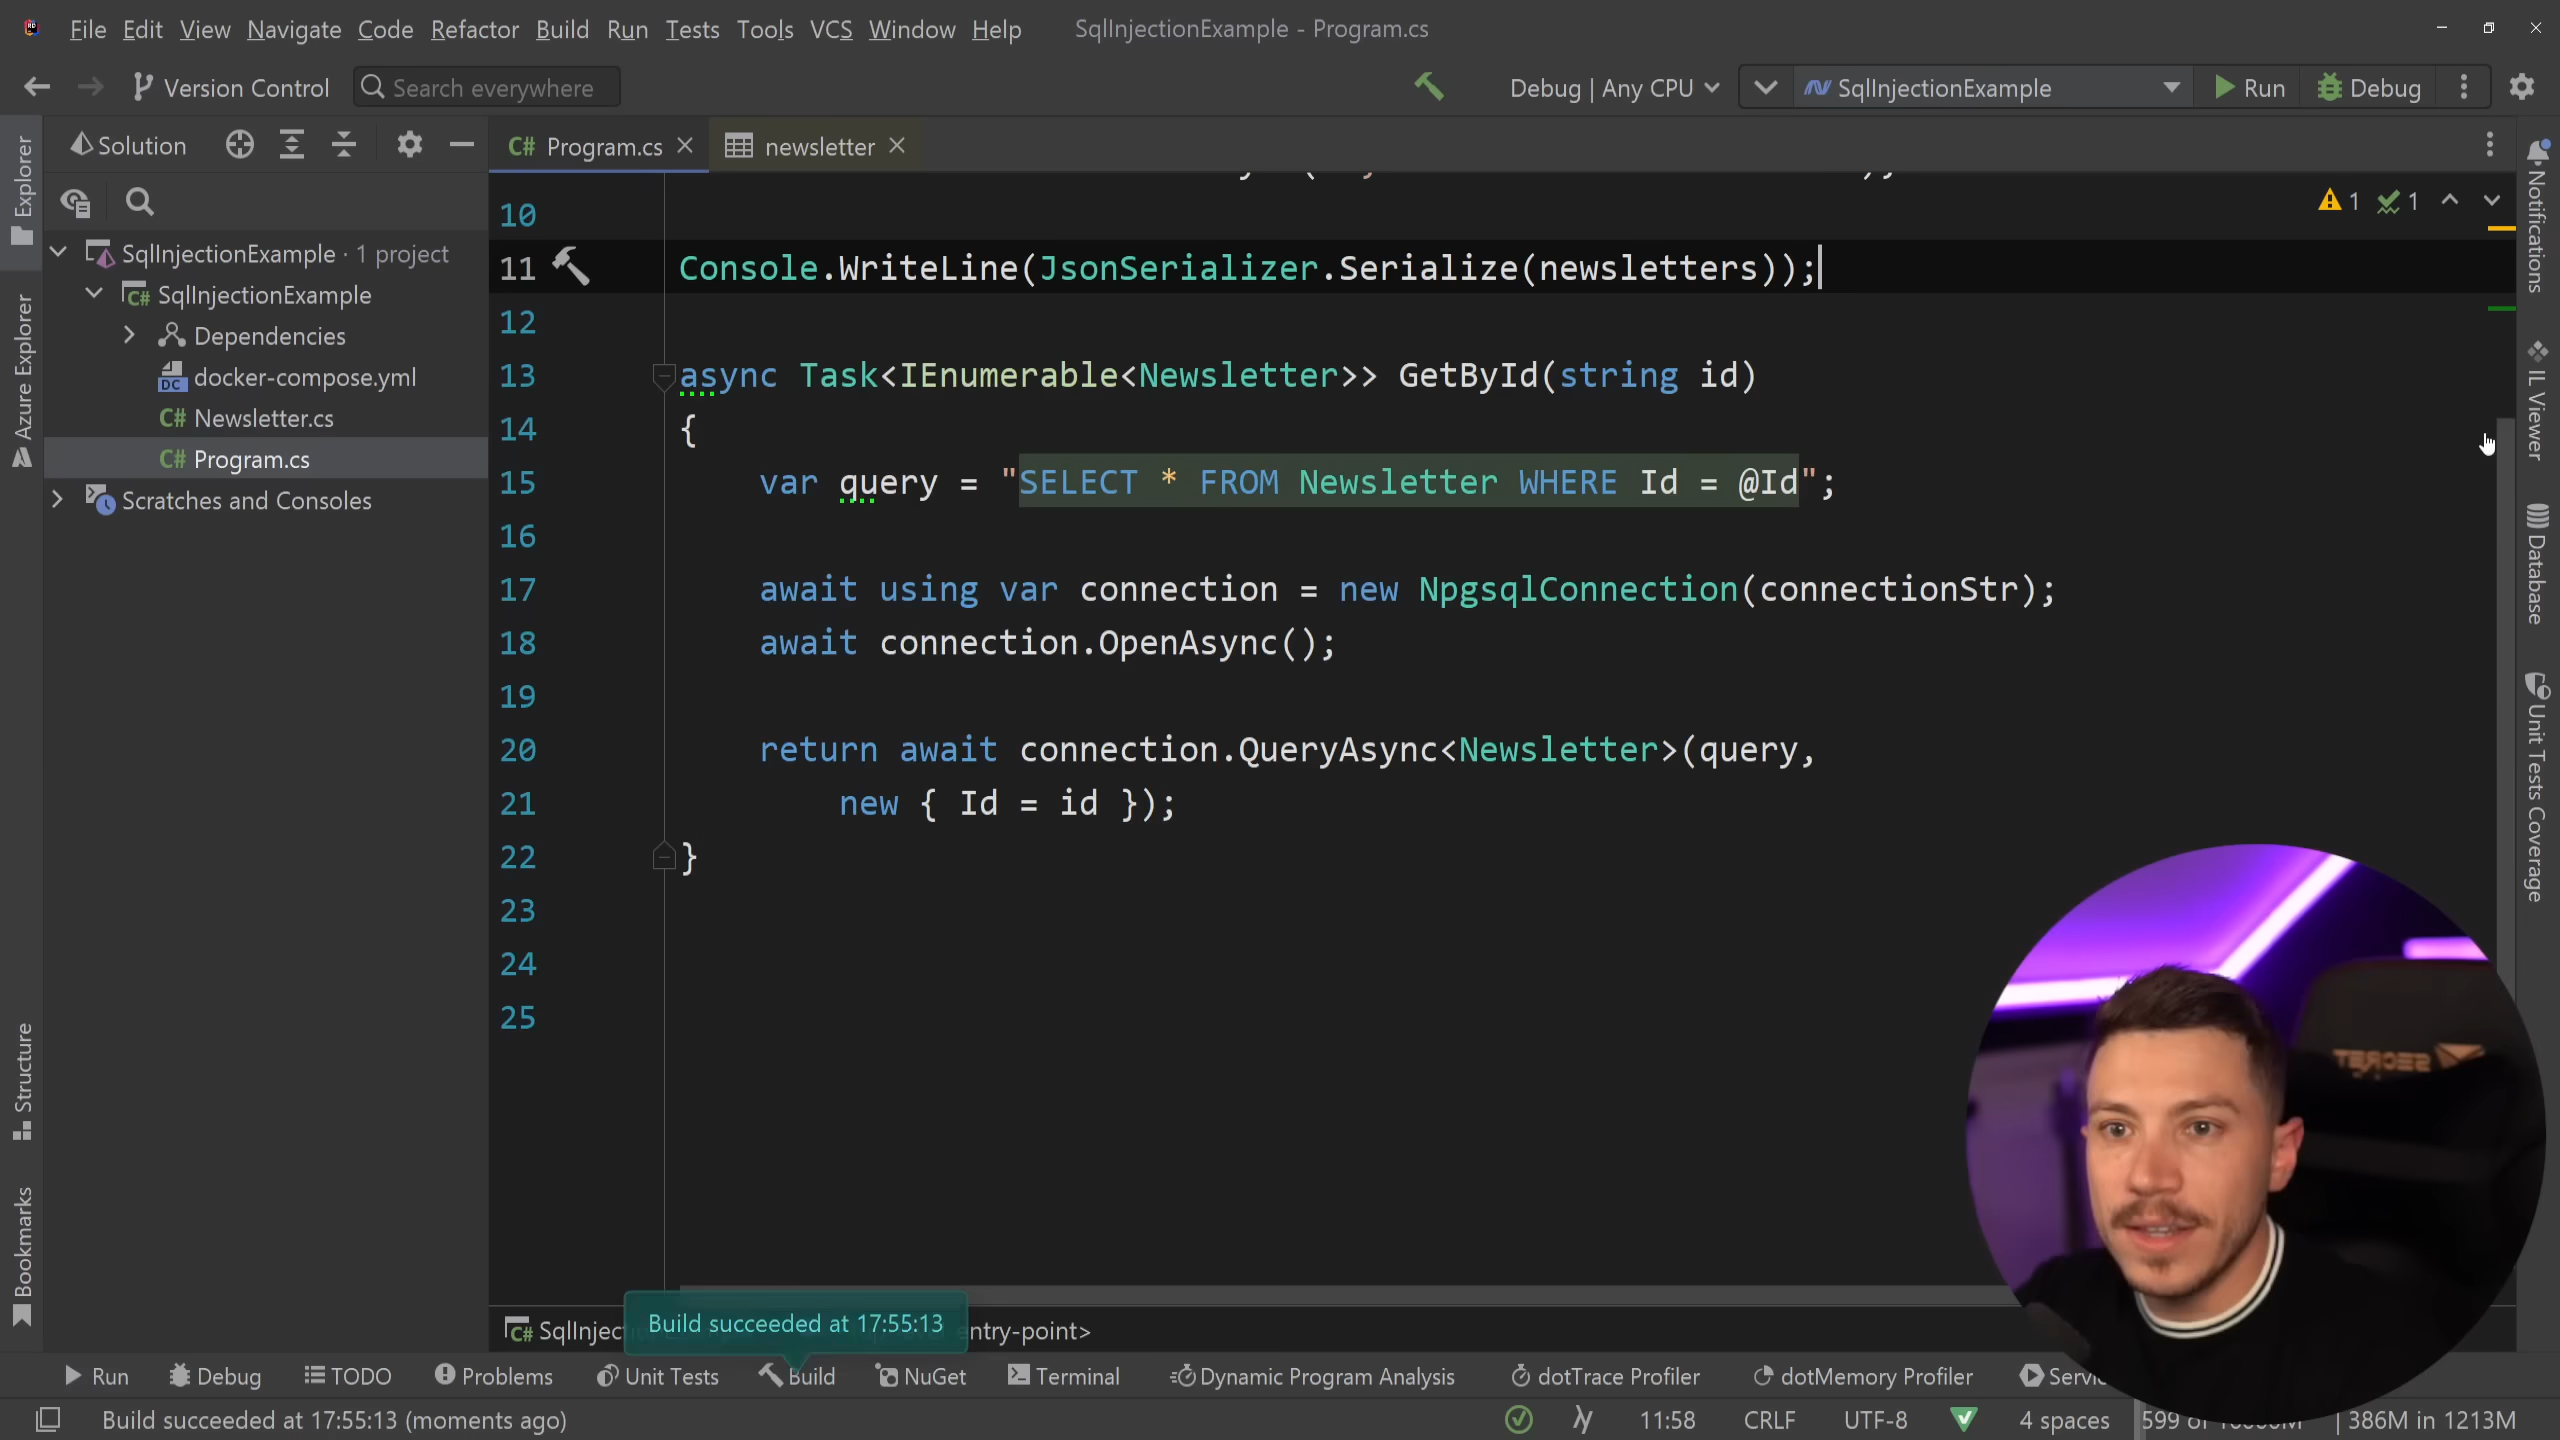 File Edit View Navigate Code Refactor Build Run Tests Tools VCS Window Help SqlInjectionExample - Program.cs
Version Control Search everywhere Debug | Any CPU SqlInjectionExample Run Debug
Solution
C# Program.cs newsletter
Explorer
Azure Explorer
Structure
Bookmarks
SqlInjectionExample · 1 project
C# SqlInjectionExample
Dependencies
DC docker-compose.yml
C# Newsletter.cs
C# Program.cs
Scratches and Consoles
1 1
10
11 Console.WriteLine(JsonSerializer.Serialize(newsletters));
12
13 async Task<IEnumerable<Newsletter>> GetById(string id)
14 {
15 var query = "SELECT * FROM Newsletter WHERE Id = @Id";
16
17 await using var connection = new NpgsqlConnection(connectionStr);
18 await connection.OpenAsync();
19
20 return await connection.QueryAsync<Newsletter>(query,
21 new { Id = id });
22 }
23
24
25
Notifications
IL Viewer
Database
Unit Tests Coverage
C# SqlInjec
Build succeeded at 17:55:13
entry-point>
Run Debug TODO Problems Unit Tests Build NuGet Terminal Dynamic Program Analysis dotTrace Profiler dotMemory Profiler
Build succeeded at 17:55:13 (moments ago) 11:58 CRLF UTF-8 4 spaces 386M in 1213M